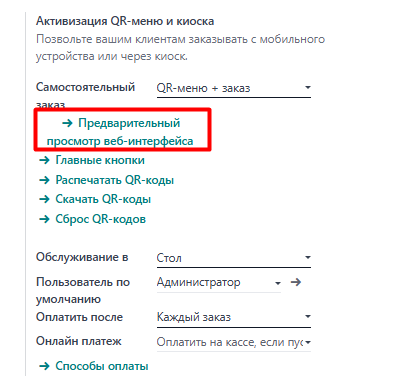 Активизация QR-меню и киоска
Позвольте вашим клиентам заказывать с мобильного
устройства или через киоск.
Самостоятельный QR-меню + заказ
заказ
→ Предварительный
просмотр веб-интерфейса
→ Главные кнопки
→ Распечатать QR-коды
→ Скачать QR-коды
→ Сброс QR-кодов
Обслуживание в Стол
Пользователь по Администратор →
умолчанию
Оплатить после Каждый заказ
Онлайн платеж Оплатить на кассе, если пус
→ Способы оплаты